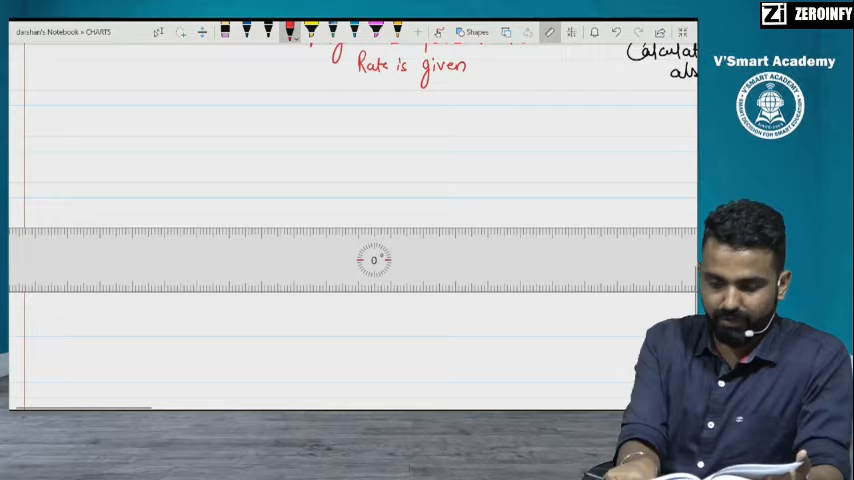 ZEROINFY
darshan's Notebook > CHARTS
Shapes
V'Smart Academy
Rate is given
Calculat
als
0°